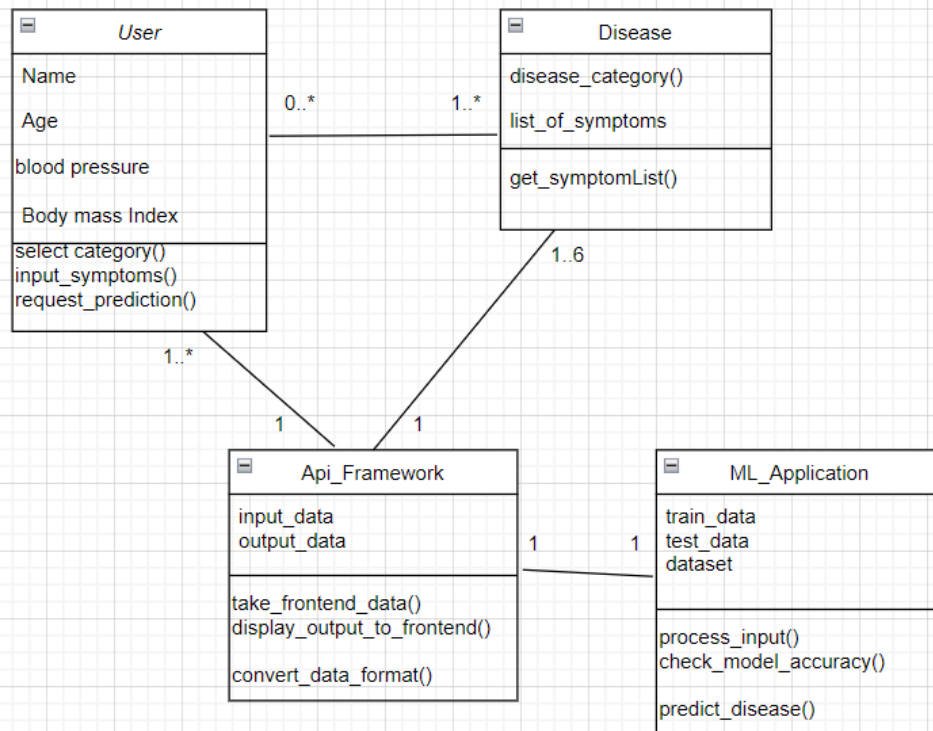 User
Name
Age
blood pressure
Body mass Index
select category()
input_symptoms()
request_prediction()
0..*
1..*
Disease
disease_category()
list_of_symptoms
get_symptomList()
1..6
1..*
1
1
Api_Framework
input_data
output_data
take_frontend_data()
display_output_to_frontend()
convert_data_format()
1
1
ML_Application
train_data
test_data
dataset
process_input()
check_model_accuracy()
predict_disease()